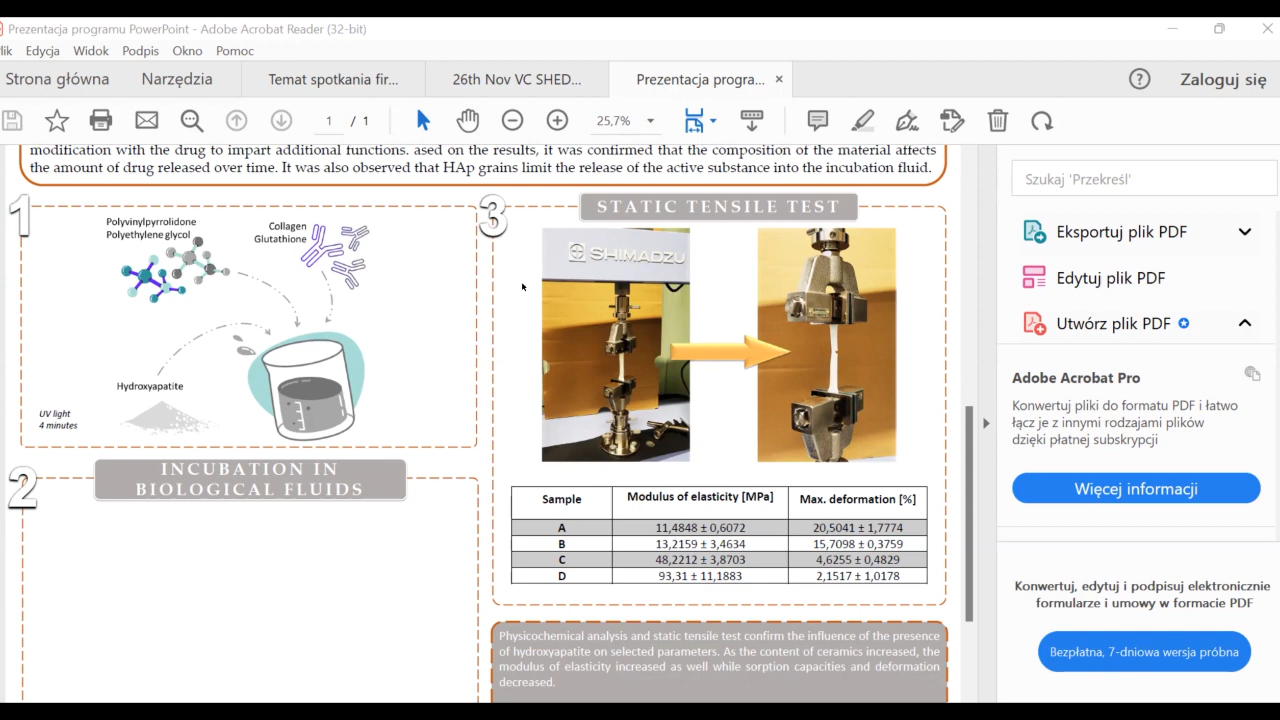 Prezentacja programu PowerPoint - Adobe Acrobat Reader (32-bit)
lik Edycja Widok Podpis Okno Pomoc
Strona główna Narzędzia Temat spotkania fir... 26th Nov VC SHED... Prezentacja progra... × Zaloguj się
1 / 1 25,7%
modification with the drug to impart additional functions. ased on the results, it was confirmed that the composition of the material affects
the amount of drug released over time. It was also observed that HAp grains limit the release of the active substance into the incubation fluid.
1
Polyvinylpyrrolidone
Polyethylene glycol
Collagen
Glutathione
Hydroxyapatite
UV light
4 minutes
2
INCUBATION IN
BIOLOGICAL FLUIDS
3
STATIC TENSILE TEST
SHIMADZU
Sample Modulus of elasticity [MPa] Max. deformation [%]
A 11,4848 ± 0,6072 20,5041 ± 1,7774
B 13,2159 ± 3,4634 15,7098 ± 0,3759
C 48,2212 ± 3,8703 4,6255 ± 0,4829
D 93,31 ± 11,1883 2,1517 ± 1,0178
Physicochemical analysis and static tensile test confirm the influence of the presence
of hydroxyapatite on selected parameters. As the content of ceramics increased, the
modulus of elasticity increased as well while sorption capacities and deformation
decreased.
Szukaj 'Przekreśl'
Eksportuj plik PDF
Edytuj plik PDF
Utwórz plik PDF
Adobe Acrobat Pro
Konwertuj pliki do formatu PDF i łatwo
łącz je z innymi rodzajami plików
dzięki płatnej subskrypcji
Więcej informacji
Konwertuj, edytuj i podpisuj elektronicznie
formularze i umowy w formacie PDF
Bezpłatna, 7-dniowa wersja próbna